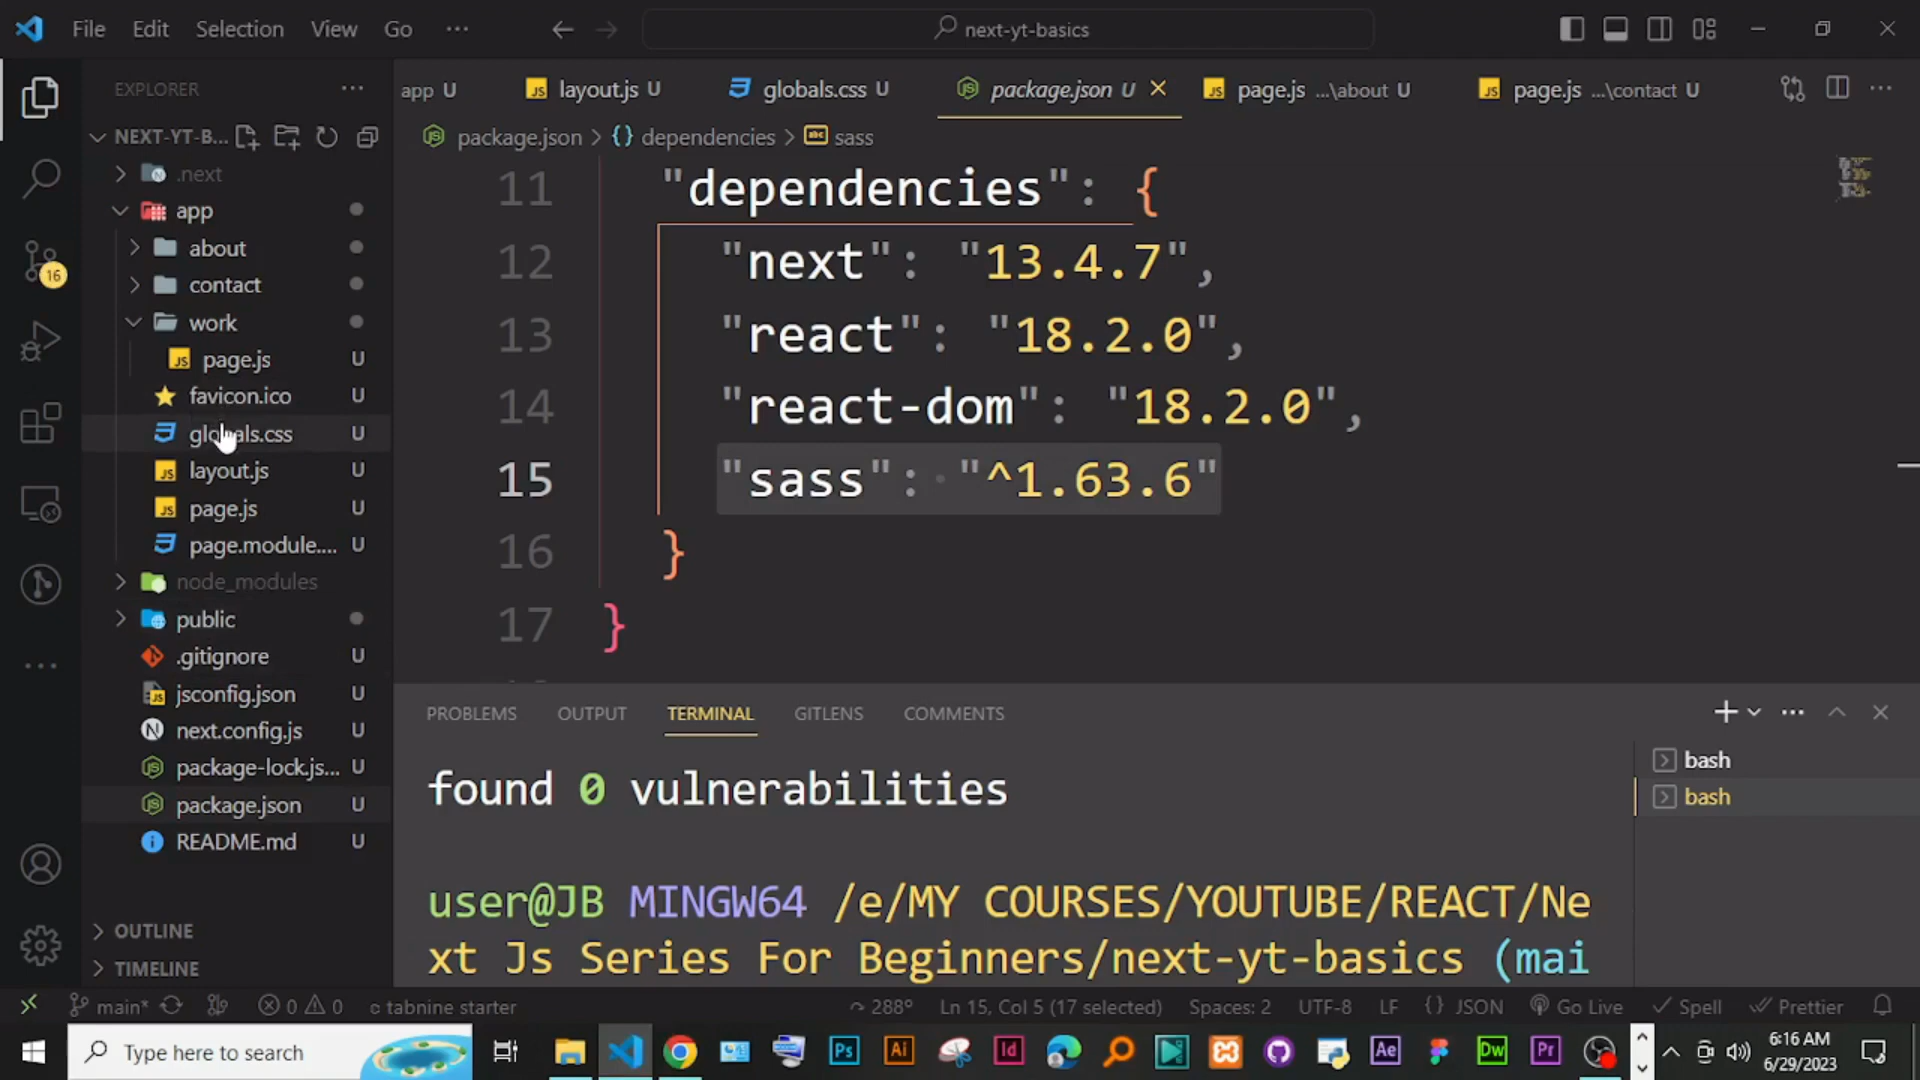 File Edit Selection View Go ··· next-yt-basics
EXPLORER
app U layout.js U globals.css U package.json U page.js ...\about U page.js ...\contact U
NEXT-YT-B...
package.json > {} dependencies > sass
.next
app
about
contact
work
page.js U
favicon.ico U
globals.css U
layout.js U
page.js U
page.module.... U
node_modules
public
.gitignore U
jsconfig.json U
next.config.js U
package-lock.js... U
package.json U
README.md U
OUTLINE
TIMELINE
16
11 "dependencies": {
12 "next": "13.4.7",
13 "react": "18.2.0",
14 "react-dom": "18.2.0",
15 "sass": "^1.63.6"
16 }
17 }
PROBLEMS OUTPUT TERMINAL GITLENS COMMENTS
found 0 vulnerabilities
user@JB MINGW64 /e/MY COURSES/YOUTUBE/REACT/Ne
xt Js Series For Beginners/next-yt-basics (mai
bash
bash
main* 0 0 tabnine starter 288° Ln 15, Col 5 (17 selected) Spaces: 2 UTF-8 LF {} JSON Go Live Spell Prettier
Type here to search
Ps Ai Id Ae Dw Pr
6:16 AM
6/29/2023